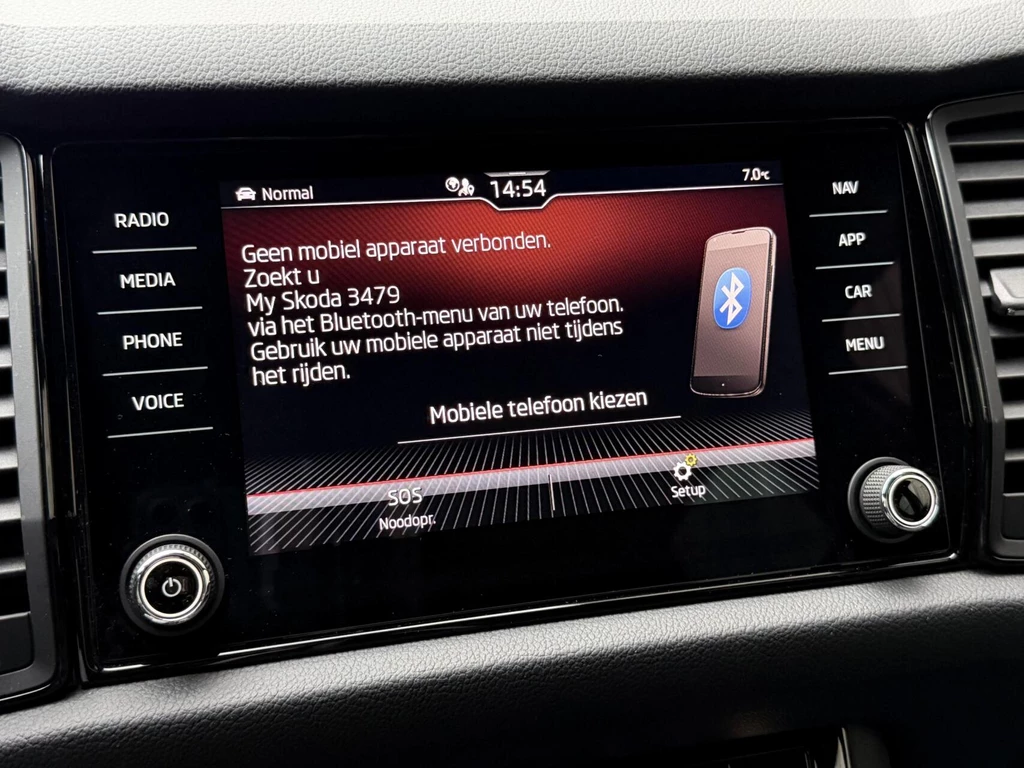 Normal
14:54
7.0°C
RADIO
MEDIA
PHONE
VOICE
Geen mobiel apparaat verbonden.
Zoekt u
My Skoda 3479
via het Bluetooth-menu van uw telefoon.
Gebruik uw mobiele apparaat niet tijdens
het rijden.
Mobiele telefoon kiezen
SOS
Noodopr.
Setup
NAV
APP
CAR
MENU